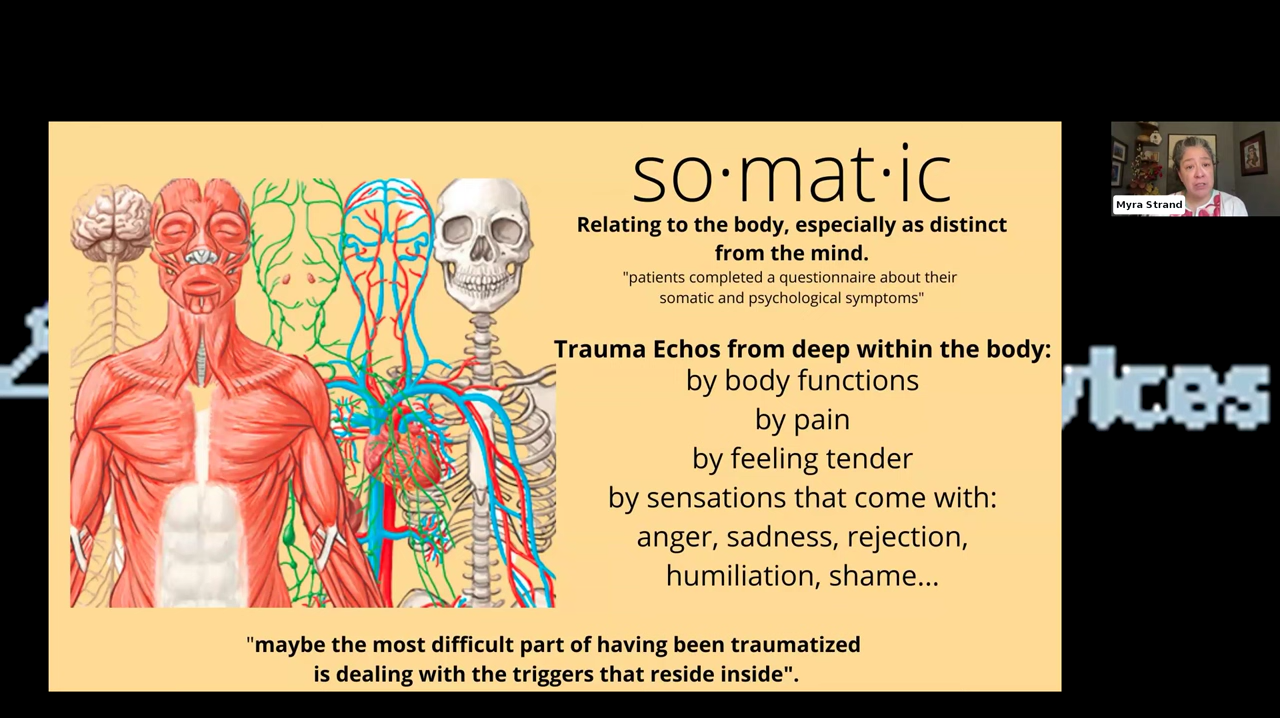 so·mat·ic
Relating to the body, especially as distinct
from the mind.
"patients completed a questionnaire about their
somatic and psychological symptoms"
Trauma Echos from deep within the body:
by body functions
by pain
by feeling tender
by sensations that come with:
anger, sadness, rejection,
humiliation, shame...
"maybe the most difficult part of having been traumatized
is dealing with the triggers that reside inside".
Myra Strand
vices